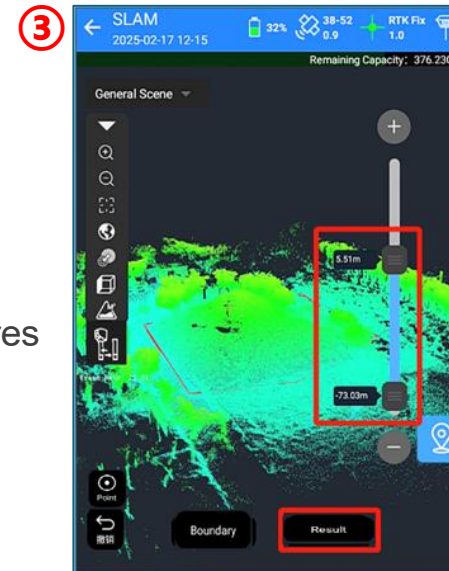 ③
SLAM
2025-02-17 12-15
32%
38-52
0.9
RTK Fix
1.0
Remaining Capacity: 376.230
General Scene
5.51m
es
-73.03m
Point
撤销
Boundary
Result